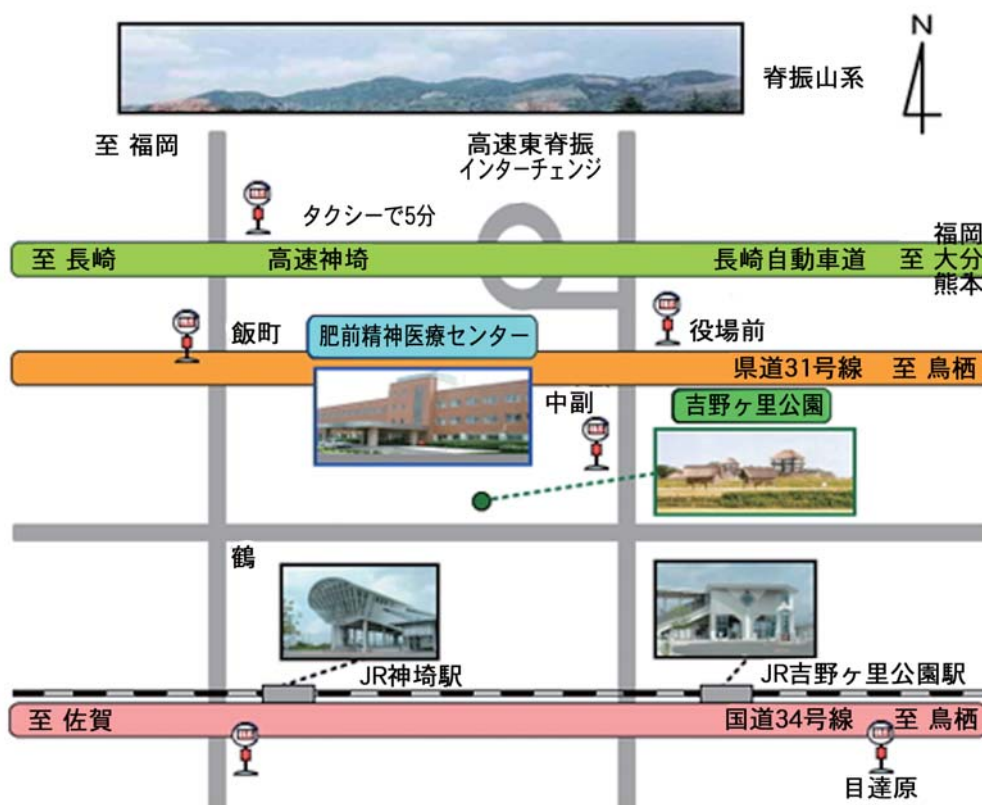 N
脊振山系
至 福岡
高速東脊振
インターチェンジ
タクシーで5分
至 長崎
高速神埼
長崎自動車道
至
福岡
大分
熊本
飯町
肥前精神医療センター
役場前
県道31号線
至 鳥栖
中副
吉野ヶ里公園
鶴
JR神埼駅
JR吉野ヶ里公園駅
至 佐賀
国道34号線
至 鳥栖
目達原